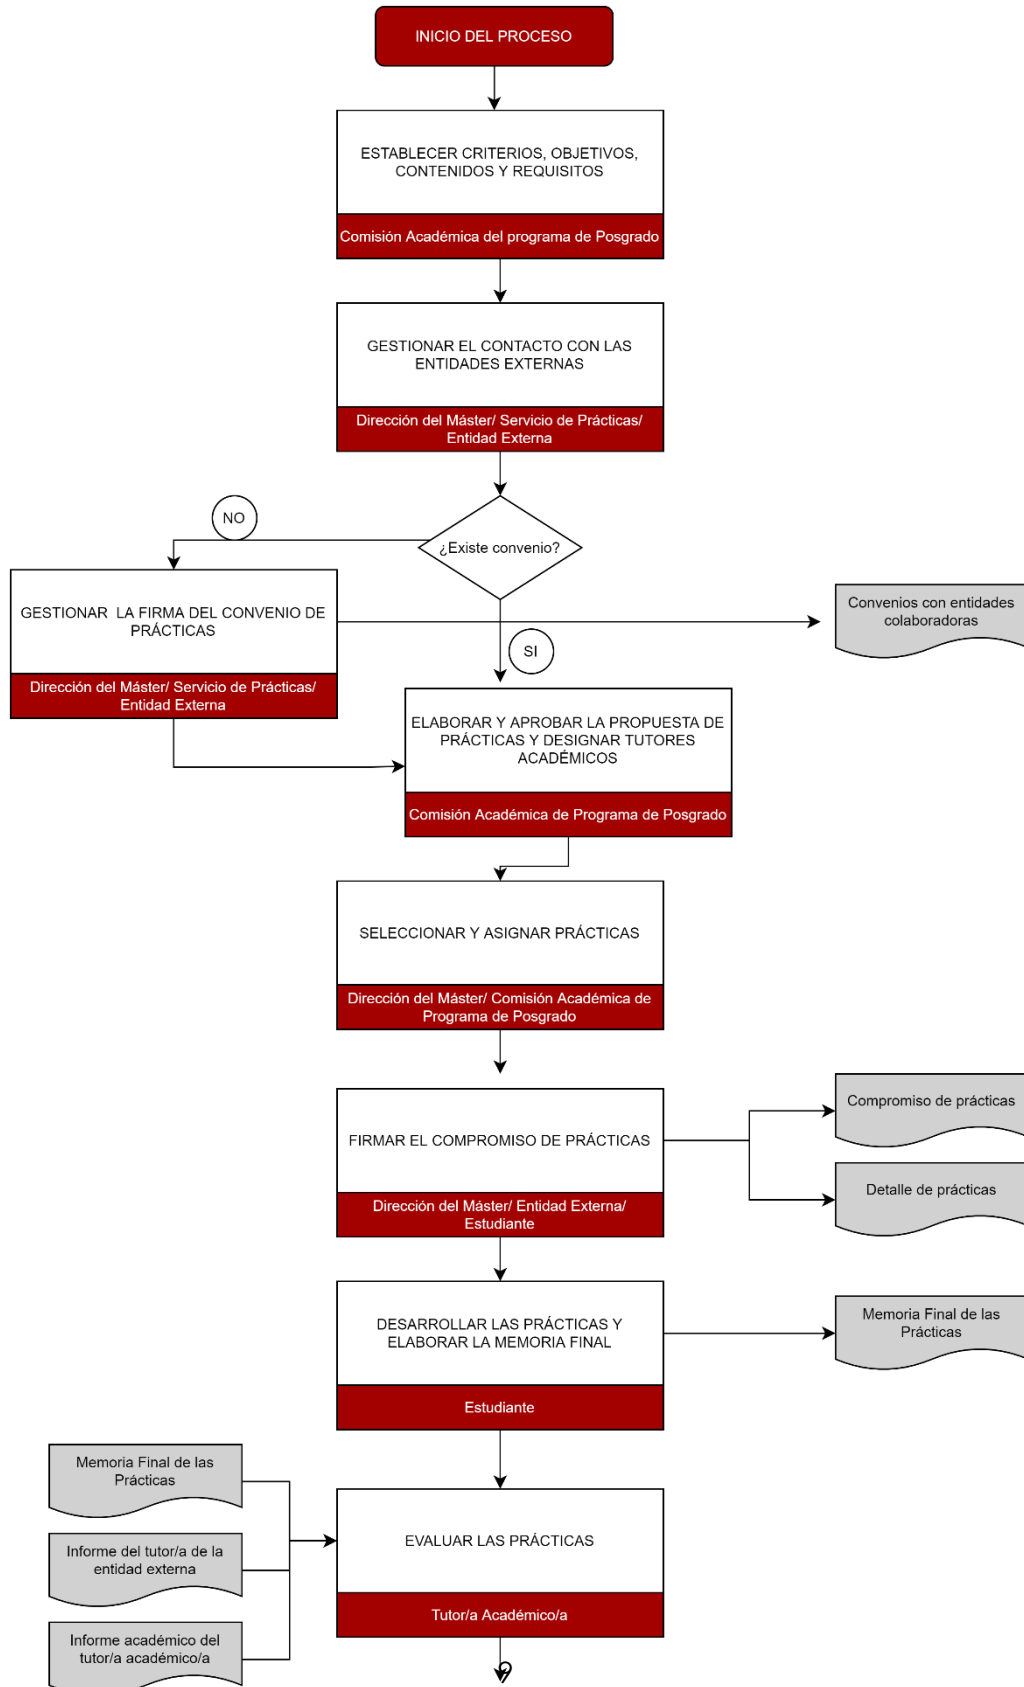 INICIO DEL PROCESO
ESTABLECER CRITERIOS, OBJETIVOS,
CONTENIDOS Y REQUISITOS
Comisión Académica del programa de Posgrado
GESTIONAR EL CONTACTO CON LAS
ENTIDADES EXTERNAS
Dirección del Máster/ Servicio de Prácticas/
Entidad Externa
NO
¿Existe convenio?
GESTIONAR LA FIRMA DEL CONVENIO DE
PRÁCTICAS
Dirección del Máster/ Servicio de Prácticas/
Entidad Externa
Convenios con entidades
colaboradoras
SI
ELABORAR Y APROBAR LA PROPUESTA DE
PRÁCTICAS Y DESIGNAR TUTORES
ACADÉMICOS
Comisión Académica de Programa de Posgrado
SELECCIONAR Y ASIGNAR PRÁCTICAS
Dirección del Máster/ Comisión Académica de
Programa de Posgrado
FIRMAR EL COMPROMISO DE PRÁCTICAS
Dirección del Máster/ Entidad Externa/
Estudiante
Compromiso de prácticas
Detalle de prácticas
DESARROLLAR LAS PRÁCTICAS Y
ELABORAR LA MEMORIA FINAL
Estudiante
Memoria Final de las
Prácticas
Memoria Final de las
Prácticas
Informe del tutor/a de la
entidad externa
Informe académico del
tutor/a académico/a
EVALUAR LAS PRÁCTICAS
Tutor/a Académico/a
9